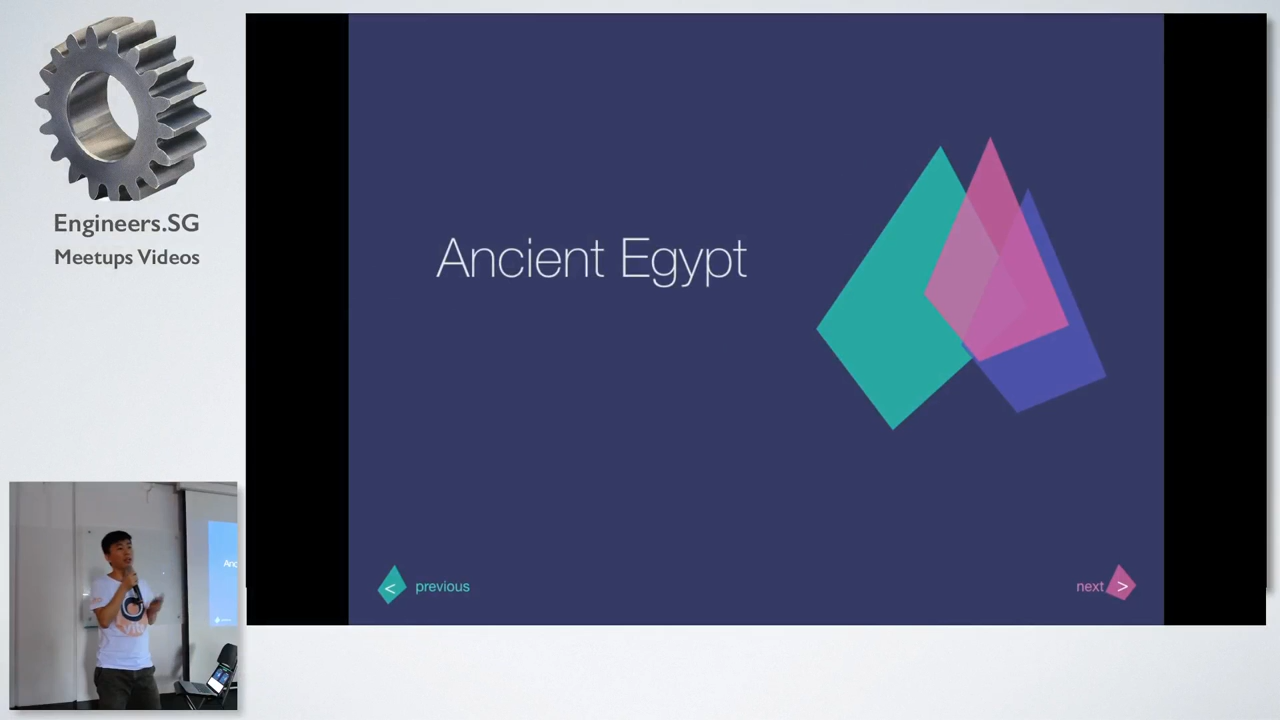 Engineers.SG
Meetups Videos
Ancient Egypt
< previous
next >